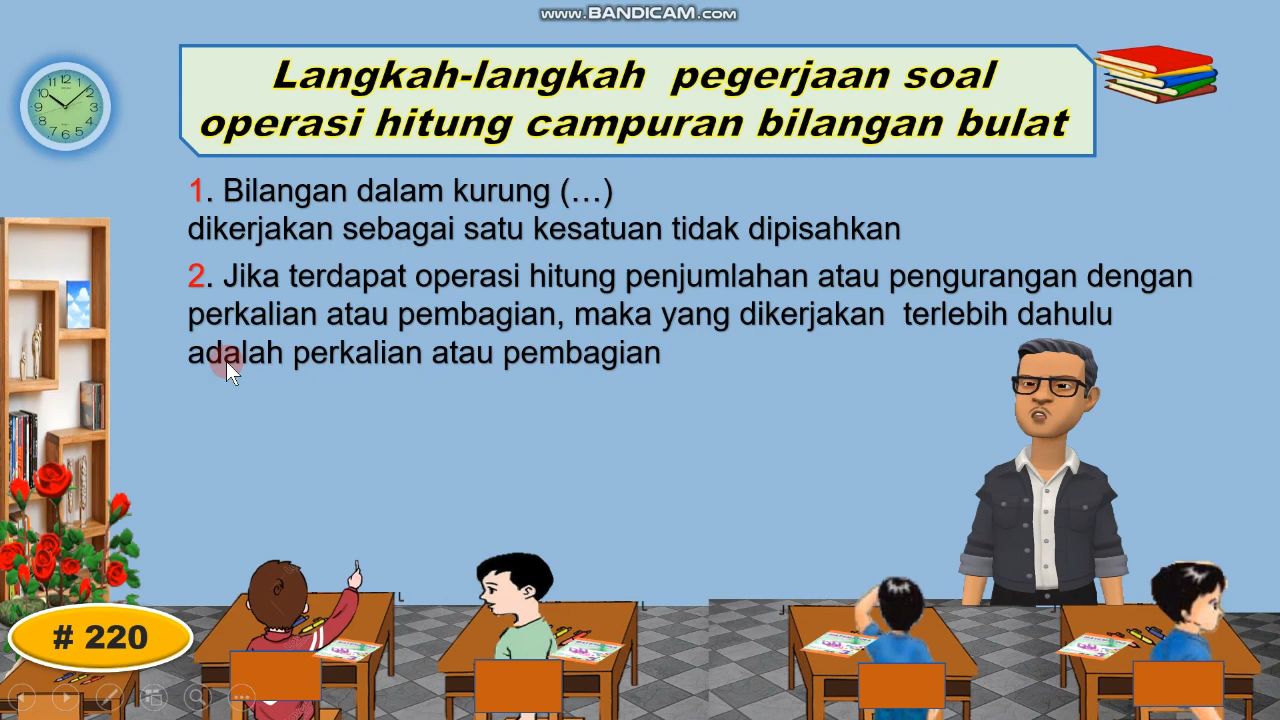 www.BANDICAM.com
Langkah-langkah pegerjaan soal
operasi hitung campuran bilangan bulat
1. Bilangan dalam kurung (…)
dikerjakan sebagai satu kesatuan tidak dipisahkan
2. Jika terdapat operasi hitung penjumlahan atau pengurangan dengan
perkalian atau pembagian, maka yang dikerjakan terlebih dahulu
adalah perkalian atau pembagian
# 220